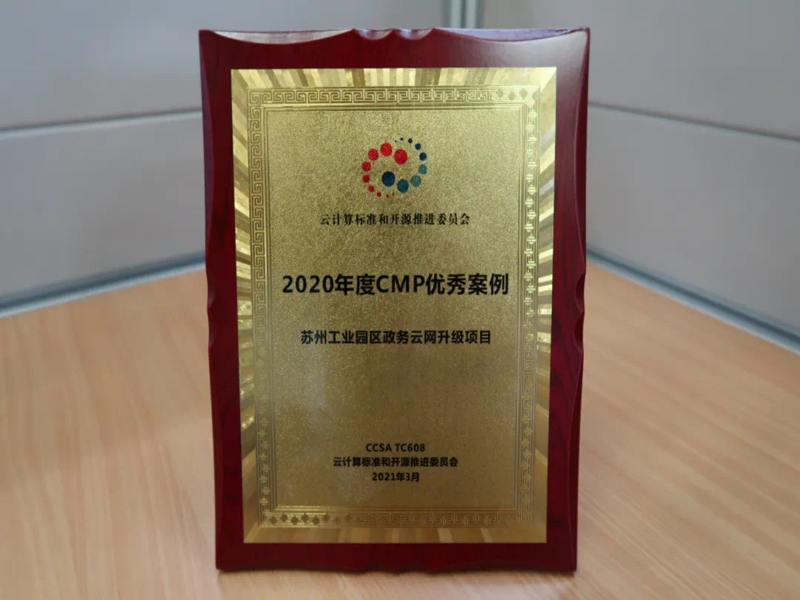 云计算标准和开源推进委员会
2020年度CMP优秀案例
苏州工业园区政务云网升级项目
CCSA TC608
云计算标准和开源推进委员会
2021年3月